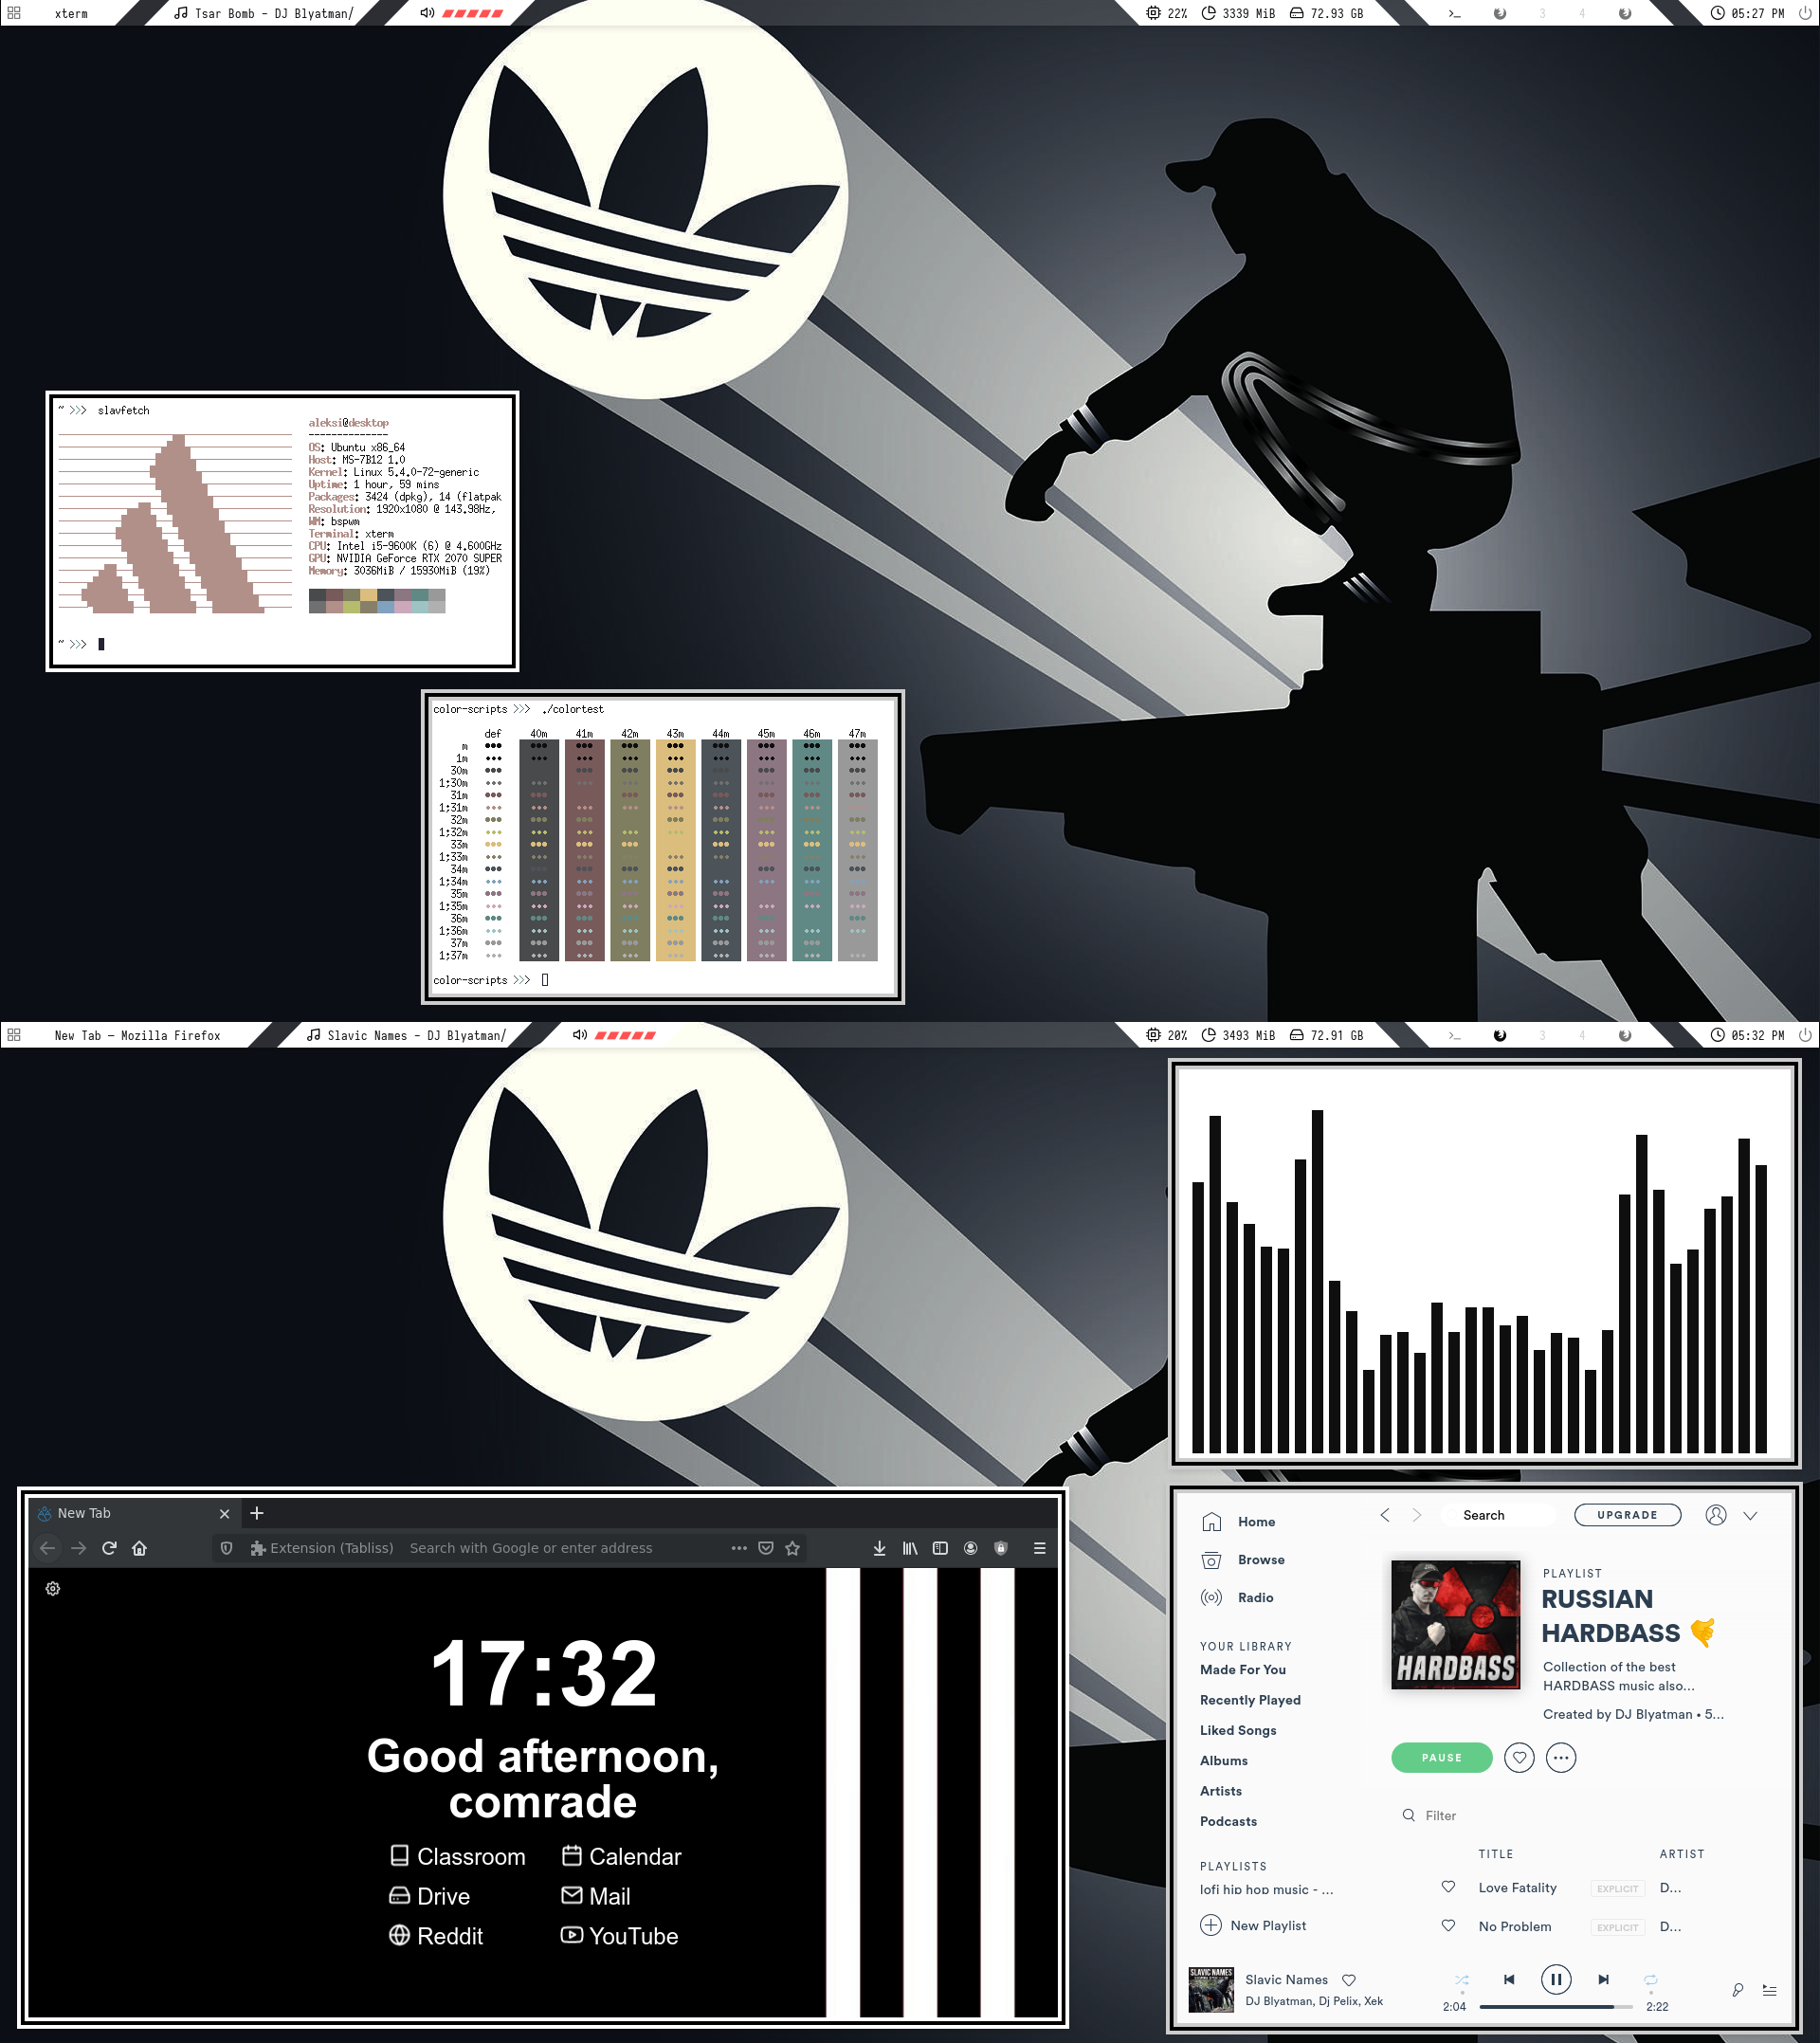 xterm
Tsar Bomb - DJ Blyatman/
22% 3339 MiB 72.93 GB
3 4
05:27 PM
~ >>> slavfetch
aleksi@desktop
--------------
OS: Ubuntu x86_64
Host: MS-7B12 1.0
Kernel: Linux 5.4.0-72-generic
Uptime: 1 hour, 59 mins
Packages: 3424 (dpkg), 14 (flatpak
Resolution: 1920x1080 @ 143.98Hz,
WM: bspwm
Terminal: xterm
CPU: Intel i5-9600K (6) @ 4.600GHz
GPU: NVIDIA GeForce RTX 2070 SUPER
Memory: 3036MiB / 15930MiB (19%)
~ >>>
color-scripts >>> ./colortest
def 40m 41m 42m 43m 44m 45m 46m 47m
m
1m
30m
1;30m
31m
1;31m
32m
1;32m
33m
1;33m
34m
1;34m
35m
1;35m
36m
1;36m
37m
1;37m
color-scripts >>>
New Tab — Mozilla Firefox
Slavic Names - DJ Blyatman/
20% 3493 MiB 72.91 GB
3 4
05:32 PM
New Tab
Extension (Tabliss) Search with Google or enter address
17:32
Good afternoon,
comrade
Classroom Calendar
Drive Mail
Reddit YouTube
Home
Browse
Radio
YOUR LIBRARY
Made For You
Recently Played
Liked Songs
Albums
Artists
Podcasts
PLAYLISTS
lofi hip hop music - ...
New Playlist
Search
UPGRADE
HARDBASS
PLAYLIST
RUSSIAN
HARDBASS 🤙
Collection of the best
HARDBASS music also...
Created by DJ Blyatman • 5...
PAUSE
Filter
TITLE ARTIST
Love Fatality EXPLICIT D...
No Problem EXPLICIT D...
SLAVIC NAMES
Slavic Names
DJ Blyatman, Dj Pelix, Xek
2:04 2:22